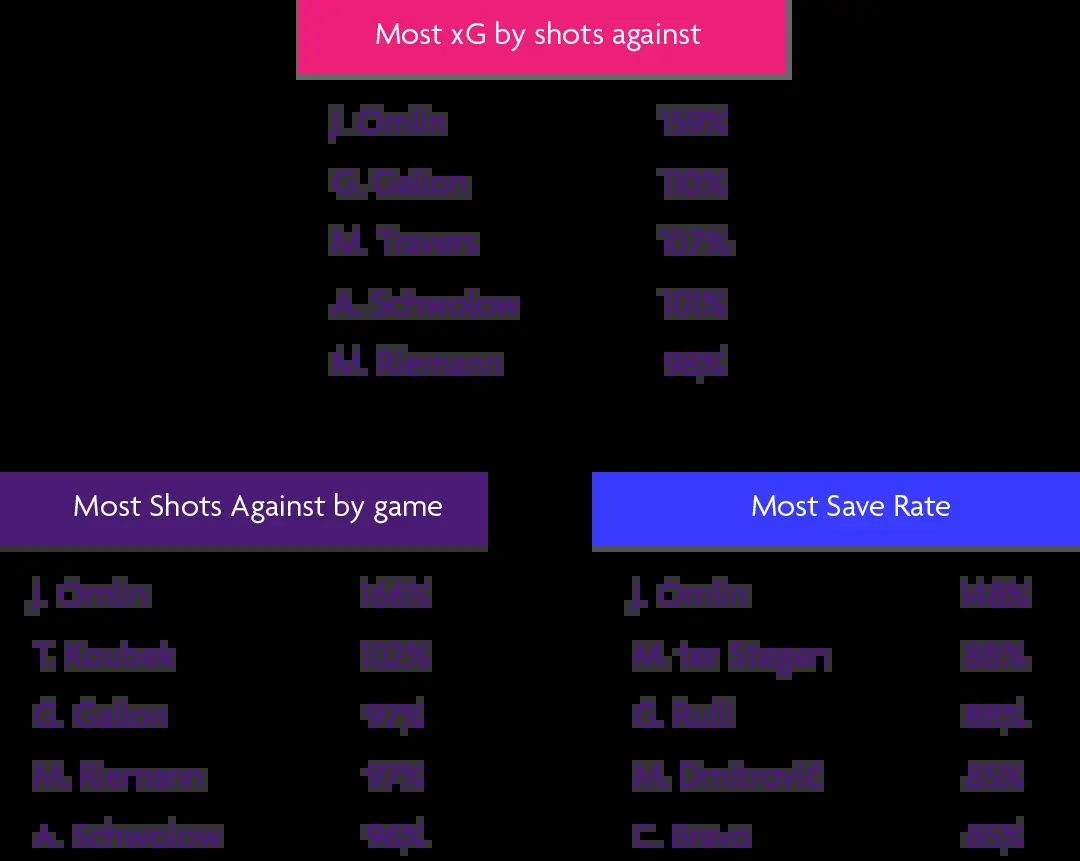 Most xG by shots against
J. Omlin 159%
G. Gallon 110%
M. Travers 107%
A. Schwolow 101%
M. Riemann 98%
Most Shots Against by game
J. Omlin 166%
T. Koubek 102%
G. Gallon 97%
M. Riemann 97%
A. Schwolow 96%
Most Save Rate
J. Omlin 148%
M. ter Stegen 88%
G. Rulli 88%
M. Dmitrović 85%
C. Bravo 85%